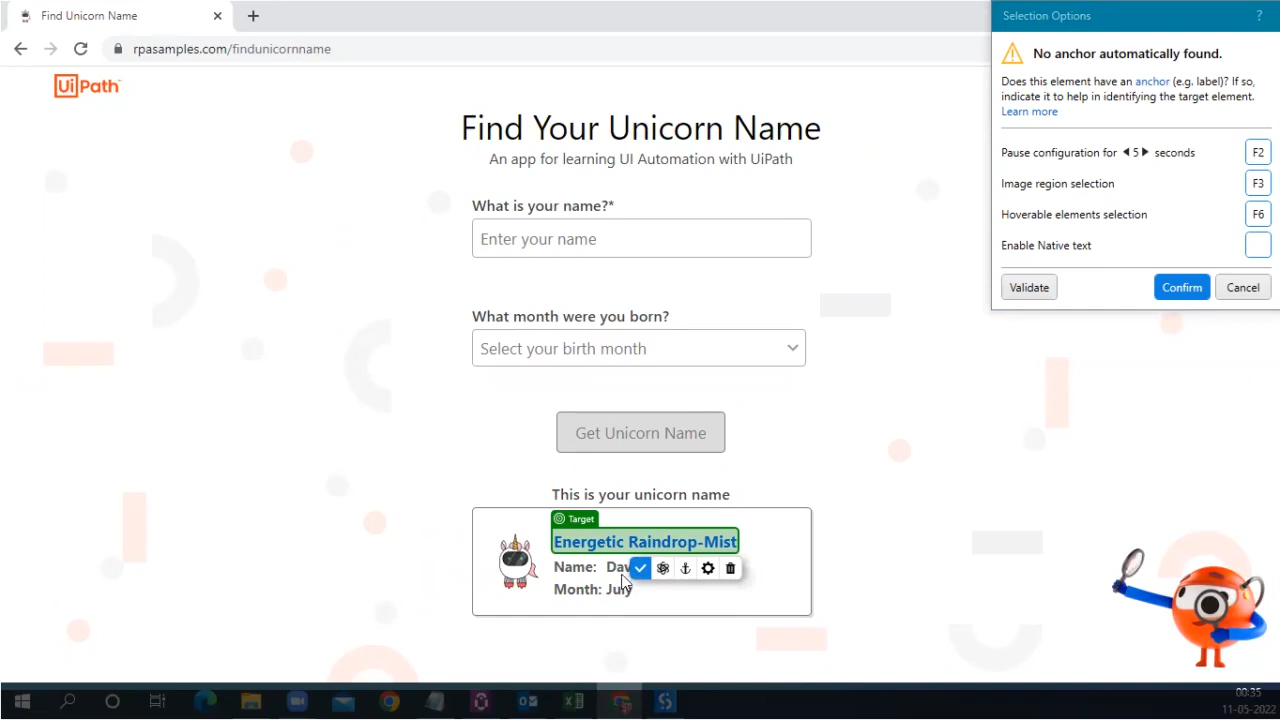 Find Unicorn Name
Selection Options
?
rpasamples.com/findunicornname
No anchor automatically found.
Does this element have an anchor (e.g. label)? If so,
indicate it to help in identifying the target element.
Learn more
Pause configuration for 5 seconds
F2
Image region selection
F3
Hoverable elements selection
F6
Enable Native text
Validate
Confirm
Cancel
Ui Path
Find Your Unicorn Name
An app for learning UI Automation with UiPath
What is your name?*
Enter your name
What month were you born?
Select your birth month
Get Unicorn Name
This is your unicorn name
Target
Energetic Raindrop-Mist
Name: Dav
Month: July
00:35
11-05-2022